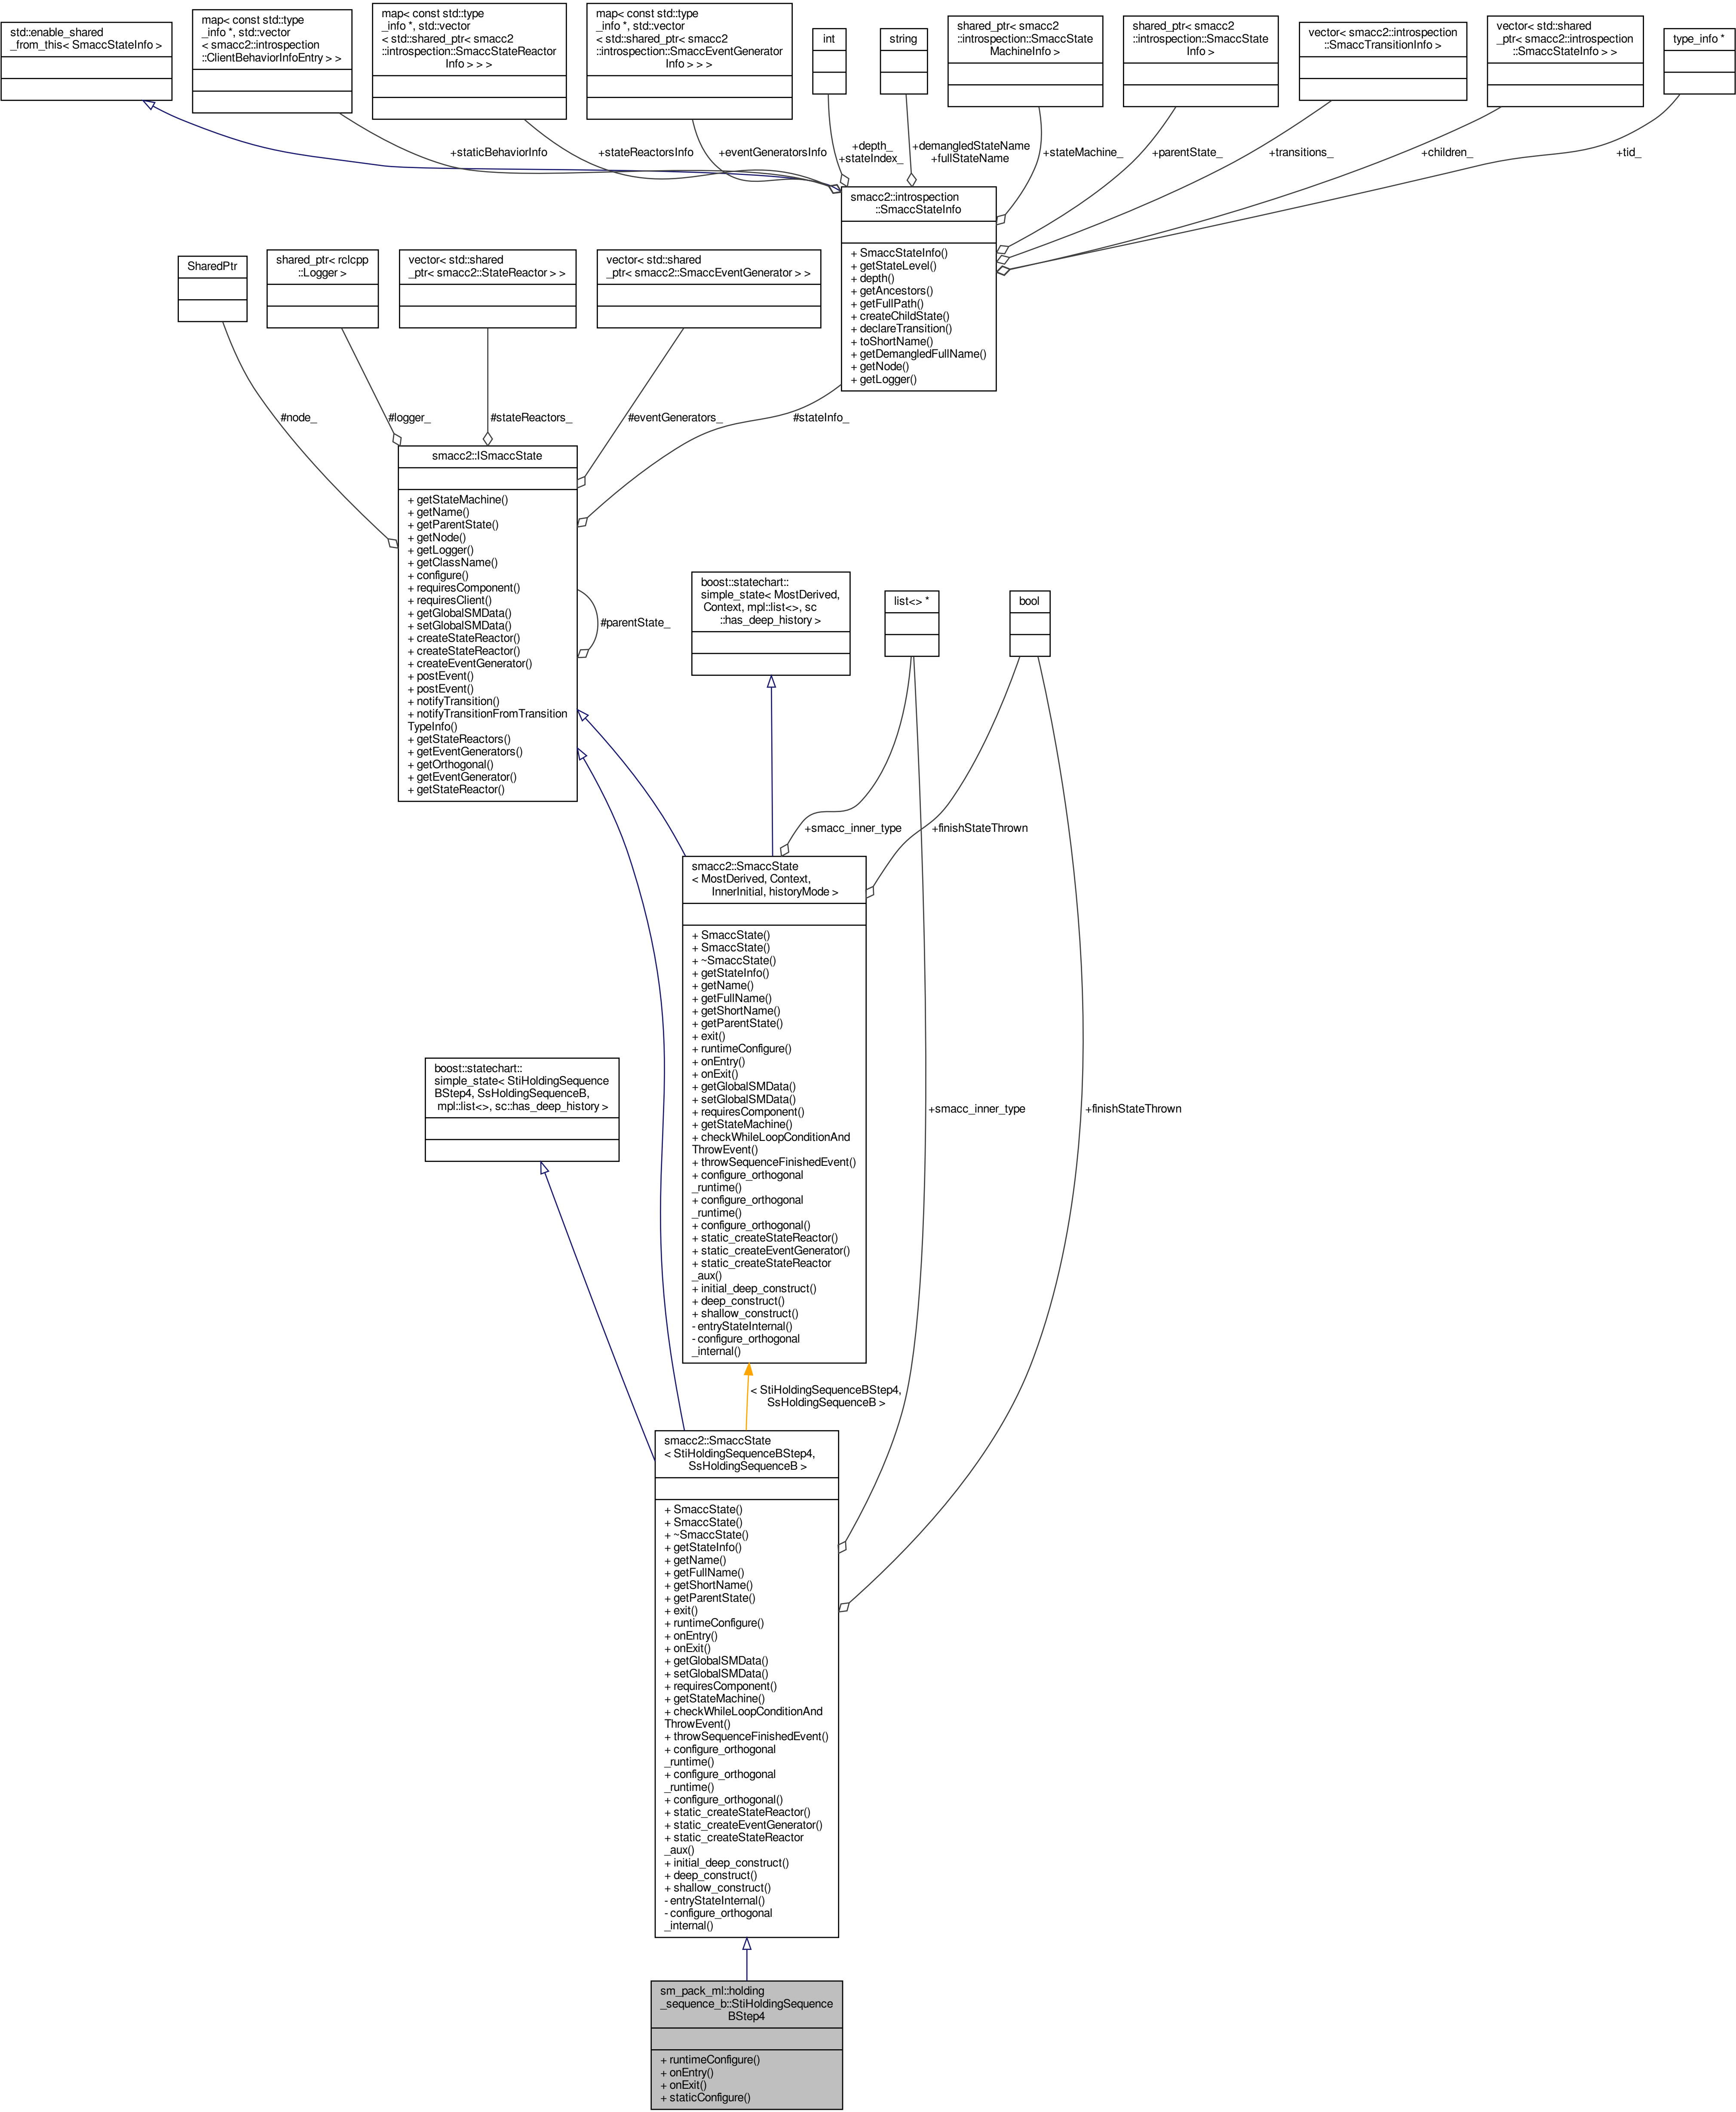 std::enable_shared
_from_this< SmaccStateInfo >
map< const std::type
_info *, std::vector
< smacc2::introspection
::ClientBehaviorInfoEntry > >
map< const std::type
_info *, std::vector
< std::shared_ptr< smacc2
::introspection::SmaccStateReactor
Info > > >
map< const std::type
_info *, std::vector
< std::shared_ptr< smacc2
::introspection::SmaccEventGenerator
Info > > >
int
string
shared_ptr< smacc2
::introspection::SmaccState
MachineInfo >
shared_ptr< smacc2
::introspection::SmaccState
Info >
vector< smacc2::introspection
::SmaccTransitionInfo >
vector< std::shared
_ptr< smacc2::introspection
::SmaccStateInfo > >
type_info *
+staticBehaviorInfo
+stateReactorsInfo
+eventGeneratorsInfo
+depth_
+stateIndex_
+demangledStateName
+fullStateName
+stateMachine_
+parentState_
+transitions_
+children_
+tid_
smacc2::introspection
::SmaccStateInfo
+ SmaccStateInfo()
+ getStateLevel()
+ depth()
+ getAncestors()
+ getFullPath()
+ createChildState()
+ declareTransition()
+ toShortName()
+ getDemangledFullName()
+ getNode()
+ getLogger()
SharedPtr
shared_ptr< rclcpp
::Logger >
vector< std::shared
_ptr< smacc2::StateReactor > >
vector< std::shared
_ptr< smacc2::SmaccEventGenerator > >
#node_
#logger_
#stateReactors_
#eventGenerators_
#stateInfo_
smacc2::ISmaccState
+ getStateMachine()
+ getName()
+ getParentState()
+ getNode()
+ getLogger()
+ getClassName()
+ configure()
+ requiresComponent()
+ requiresClient()
+ getGlobalSMData()
+ setGlobalSMData()
+ createStateReactor()
+ createStateReactor()
+ createEventGenerator()
+ postEvent()
+ postEvent()
+ notifyTransition()
+ notifyTransitionFromTransition
TypeInfo()
+ getStateReactors()
+ getEventGenerators()
+ getOrthogonal()
+ getEventGenerator()
+ getStateReactor()
#parentState_
boost::statechart::
simple_state< MostDerived,
Context, mpl::list<>, sc
::has_deep_history >
list<> *
bool
+smacc_inner_type
+finishStateThrown
smacc2::SmaccState
< MostDerived, Context,
InnerInitial, historyMode >
+ SmaccState()
+ SmaccState()
+ ~SmaccState()
+ getStateInfo()
+ getName()
+ getFullName()
+ getShortName()
+ getParentState()
+ exit()
+ runtimeConfigure()
+ onEntry()
+ onExit()
+ getGlobalSMData()
+ setGlobalSMData()
+ requiresComponent()
+ getStateMachine()
+ checkWhileLoopConditionAnd
ThrowEvent()
+ throwSequenceFinishedEvent()
+ configure_orthogonal
_runtime()
+ configure_orthogonal
_runtime()
+ configure_orthogonal()
+ static_createStateReactor()
+ static_createEventGenerator()
+ static_createStateReactor
_aux()
+ initial_deep_construct()
+ deep_construct()
+ shallow_construct()
- entryStateInternal()
- configure_orthogonal
_internal()
boost::statechart::
simple_state< StiHoldingSequence
BStep4, SsHoldingSequenceB,
mpl::list<>, sc::has_deep_history >
+smacc_inner_type
+finishStateThrown
< StiHoldingSequenceBStep4,
SsHoldingSequenceB >
smacc2::SmaccState
< StiHoldingSequenceBStep4,
SsHoldingSequenceB >
+ SmaccState()
+ SmaccState()
+ ~SmaccState()
+ getStateInfo()
+ getName()
+ getFullName()
+ getShortName()
+ getParentState()
+ exit()
+ runtimeConfigure()
+ onEntry()
+ onExit()
+ getGlobalSMData()
+ setGlobalSMData()
+ requiresComponent()
+ getStateMachine()
+ checkWhileLoopConditionAnd
ThrowEvent()
+ throwSequenceFinishedEvent()
+ configure_orthogonal
_runtime()
+ configure_orthogonal
_runtime()
+ configure_orthogonal()
+ static_createStateReactor()
+ static_createEventGenerator()
+ static_createStateReactor
_aux()
+ initial_deep_construct()
+ deep_construct()
+ shallow_construct()
- entryStateInternal()
- configure_orthogonal
_internal()
sm_pack_ml::holding
_sequence_b::StiHoldingSequence
BStep4
+ runtimeConfigure()
+ onEntry()
+ onExit()
+ staticConfigure()